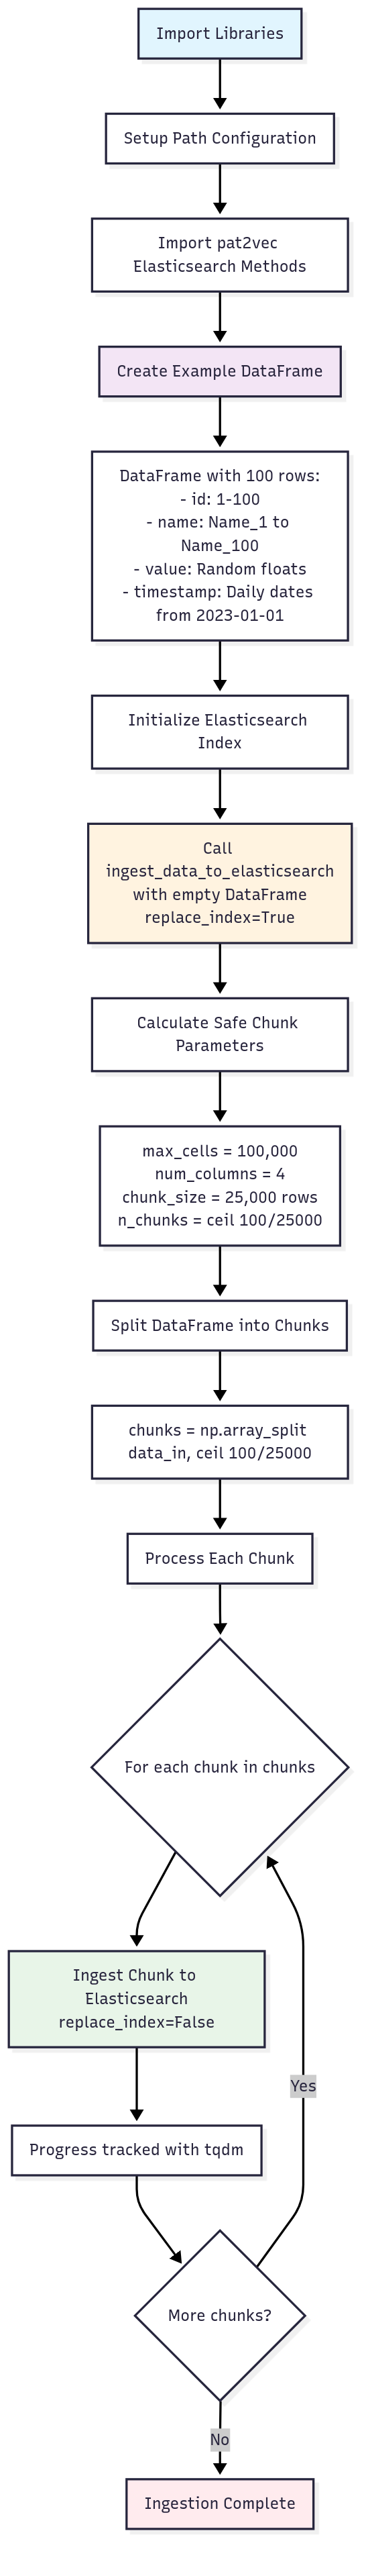 Import Libraries
Setup Path Configuration
Import pat2vec
Elasticsearch Methods
Create Example DataFrame
DataFrame with 100 rows:
- id: 1-100
- name: Name_1 to
Name_100
- value: Random floats
- timestamp: Daily dates
from 2023-01-01
Initialize Elasticsearch
Index
Call
ingest_data_to_elasticsearch
with empty DataFrame
replace_index=True
Calculate Safe Chunk
Parameters
max_cells = 100,000
num_columns = 4
chunk_size = 25,000 rows
n_chunks = ceil 100/25000
Split DataFrame into Chunks
chunks = np.array_split
data_in, ceil 100/25000
Process Each Chunk
For each chunk in chunks
Ingest Chunk to
Elasticsearch
replace_index=False
Yes
Progress tracked with tqdm
More chunks?
No
Ingestion Complete